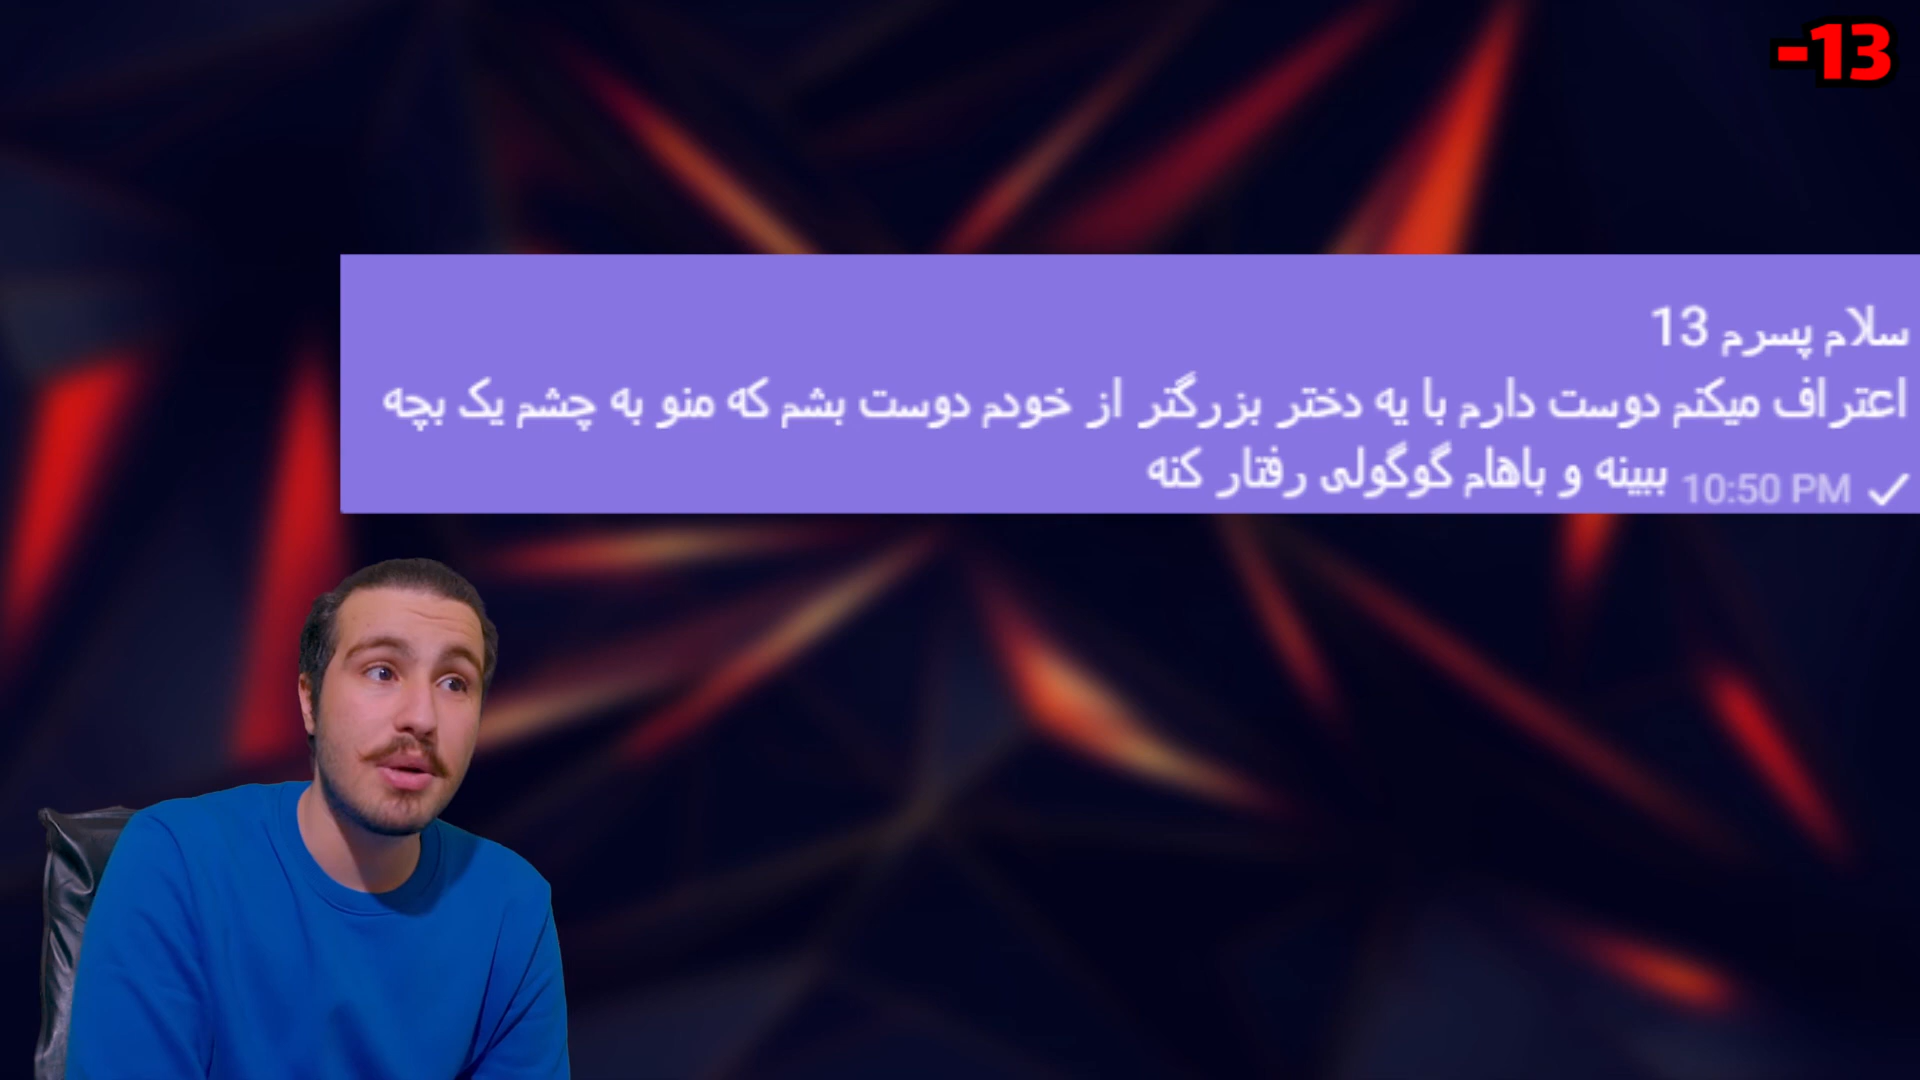 -13
سلام پسرم 13
اعتراف میکنم دوست دارم با یه دختر بزرگتر از خودم دوست بشم که منو به چشم یک بچه
ببینه و باهام گوگولی رفتار کنه
10:50 PM